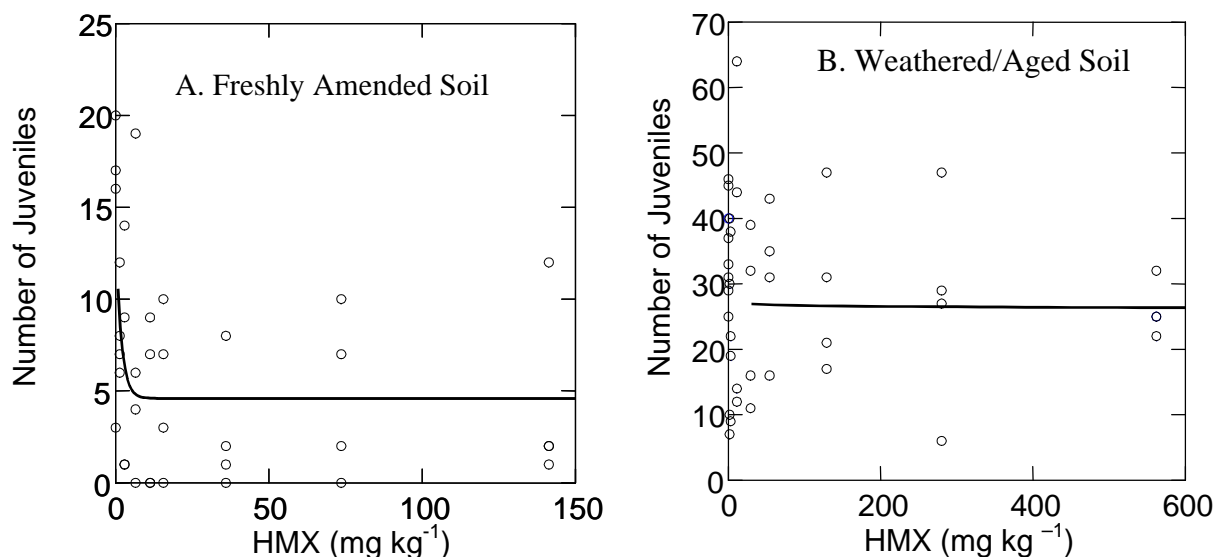 A. Freshly Amended Soil
Number of Juveniles
25
20
15
10
5
0
0 50 100 150
HMX (mg kg⁻¹)
B. Weathered/Aged Soil
Number of Juveniles
70
60
50
40
30
20
10
0
0 200 400 600
HMX (mg kg ⁻¹)